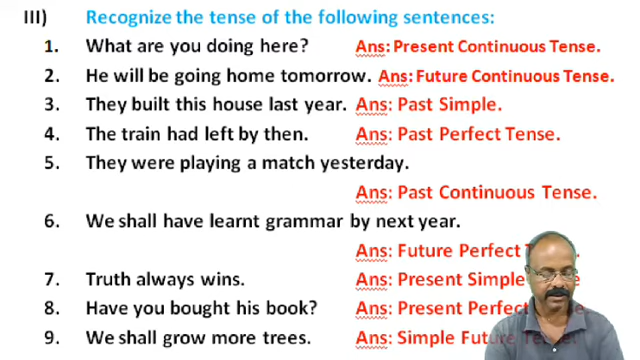 III) Recognize the tense of the following sentences:
1. What are you doing here? Ans: Present Continuous Tense.
2. He will be going home tomorrow. Ans: Future Continuous Tense.
3. They built this house last year. Ans: Past Simple.
4. The train had left by then. Ans: Past Perfect Tense.
5. They were playing a match yesterday.
Ans: Past Continuous Tense.
6. We shall have learnt grammar by next year.
Ans: Future Perfect
7. Truth always wins. Ans: Present Simple
8. Have you bought his book? Ans: Present Perfect
9. We shall grow more trees. Ans: Simple Future Tense.